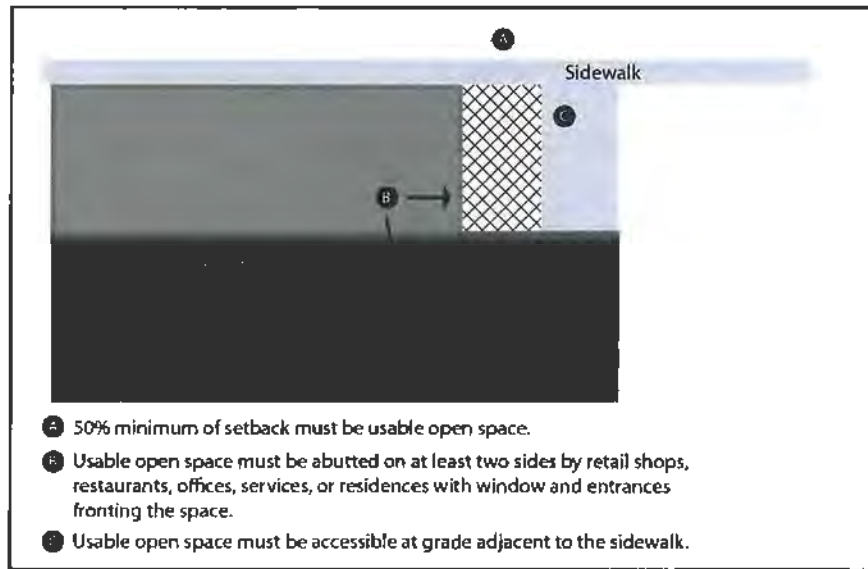 A
Sidewalk
C
B
A 50% minimum of setback must be usable open space.
B Usable open space must be abutted on at least two sides by retail shops,
restaurants, offices, services, or residences with window and entrances
fronting the space.
Usable open space must be accessible at grade adjacent to the sidewalk.